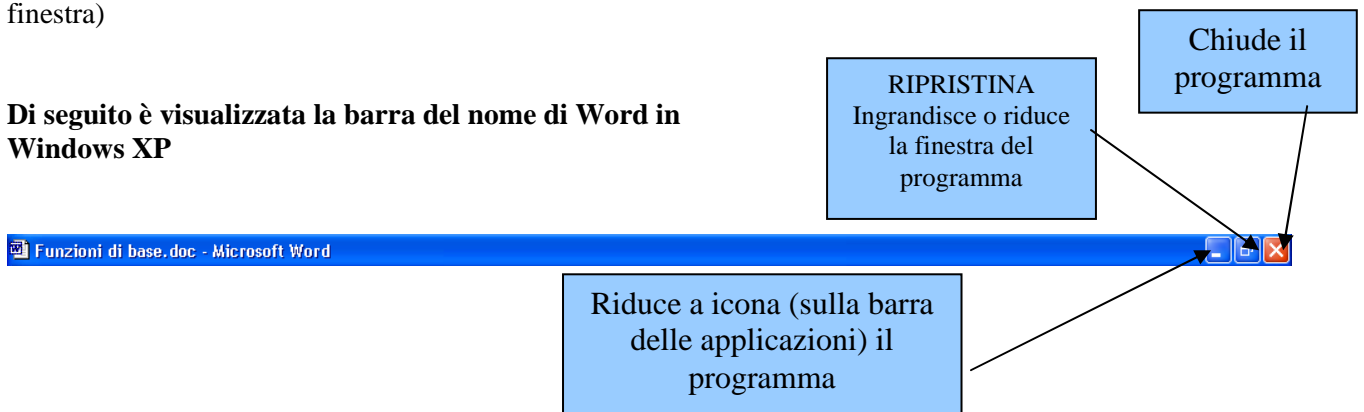 finestra)
Chiude il
programma
RIPRISTINA
Ingrandisce o riduce
la finestra del
programma
Di seguito è visualizzata la barra del nome di Word in
Windows XP
Funzioni di base.doc - Microsoft Word
Riduce a icona (sulla barra
delle applicazioni) il
programma